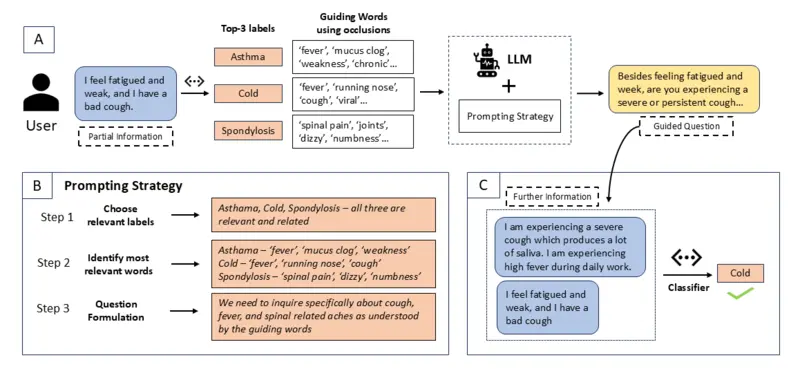 A
Top-3 labels
Guiding Words
using occlusions
User
I feel fatigued and
weak, and I have a
bad cough.
Partial Information
Asthma
Cold
Spondylosis
‘fever’, ‘mucus clog’,
‘weakness’, ‘chronic’...
‘fever’, ‘running nose’,
‘cough’, ‘viral’...
‘spinal pain’, ‘joints’,
‘dizzy’, ‘numbness’...
LLM
+
Prompting Strategy
Besides feeling fatigued and
week, are you experiencing a
severe or persistent cough...
Guided Question
B
Prompting Strategy
Step 1
Choose
relevant labels
Asthama, Cold, Spondylosis – all three are
relevant and related
Step 2
Identify most
relevant words
Asthama – ‘fever’, ‘mucus clog’, ‘weakness’
Cold – ‘fever’, ‘running nose’, ‘cough’
Spondylosis – ‘spinal pain’, ‘dizzy’, ‘numbness’
Step 3
Question
Formulation
We need to inquire specifically about cough,
fever, and spinal related aches as understood
by the guiding words
C
Further Information
I am experiencing a severe
cough which produces a lot
of saliva. I am experiencing
high fever during daily work.
I feel fatigued and
weak, and I have a
bad cough
Classifier
Cold